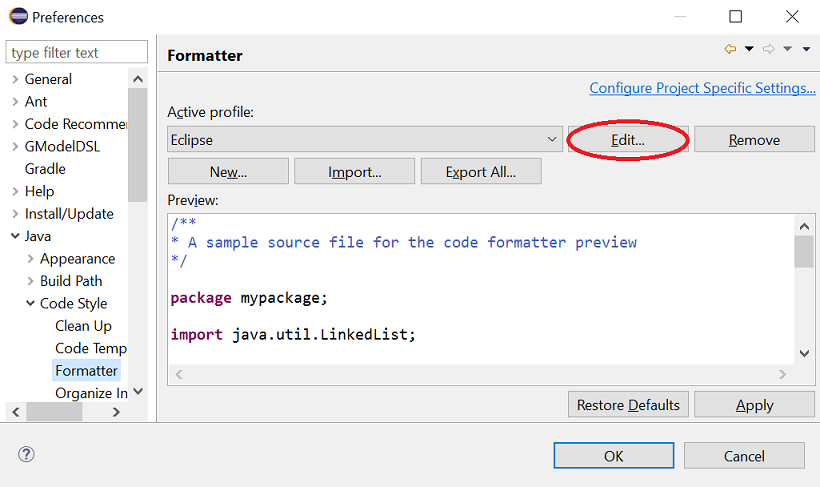 Preferences
type filter text
General
Ant
Code Recommen
GModelDSL
Gradle
Help
Install/Update
Java
Appearance
Build Path
Code Style
Clean Up
Code Temp
Formatter
Organize In
Formatter
Configure Project Specific Settings...
Active profile:
Eclipse
Edit...
Remove
New...
Import...
Export All...
Preview:
/**
* A sample source file for the code formatter preview
*/
package mypackage;
import java.util.LinkedList;
Restore Defaults
Apply
?
OK
Cancel